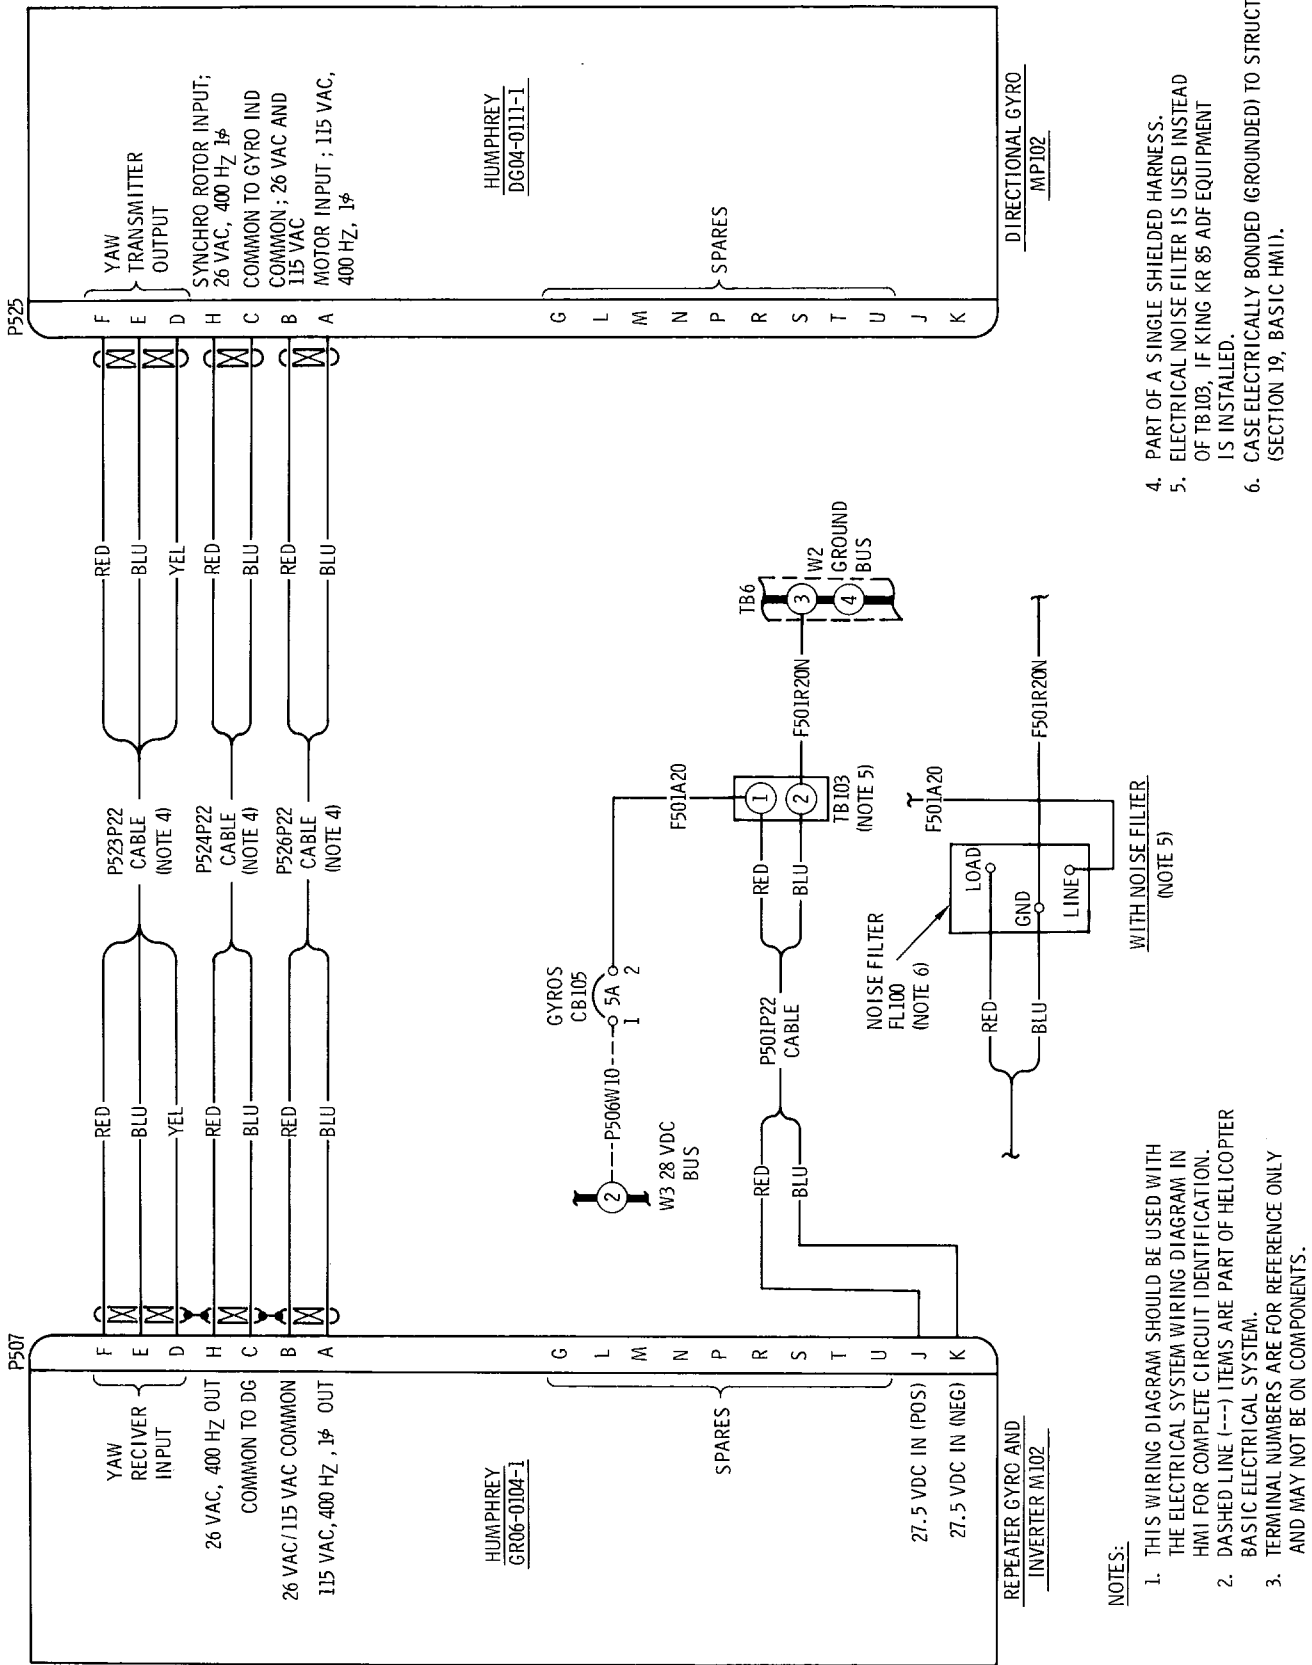 P507
F
E
D
H
C
B
A
G
L
M
N
P
R
S
T
U
J
K
YAW
RECIVER
INPUT
26 VAC, 400 HZ OUT
COMMON TO DG
26 VAC/115 VAC COMMON
115 VAC, 400 HZ , 1ϕ OUT
HUMPHREY
GR06-0104-1
SPARES
27.5 VDC IN (POS)
27.5 VDC IN (NEG)
REPEATER GYRO AND
INVERTER M102
RED
BLU
YEL
RED
BLU
RED
BLU
P523P22
CABLE
(NOTE 4)
P524P22
CABLE
(NOTE 4)
P526P22
CABLE
(NOTE 4)
RED
BLU
YEL
RED
BLU
RED
BLU
P525
F
E
D
H
C
B
A
G
L
M
N
P
R
S
T
U
J
K
YAW
TRANSMITTER
OUTPUT
SYNCHRO ROTOR INPUT;
26 VAC, 400 HZ 1ϕ
COMMON TO GYRO IND
COMMON ; 26 VAC AND
115 VAC
MOTOR INPUT ; 115 VAC,
400 HZ, 1ϕ
HUMPHREY
DG04-0111-1
SPARES
DIRECTIONAL GYRO
MP102
2
W3 28 VDC
BUS
P506W10
GYROS
CB105
1
5A
2
F501A20
1
2
TB103
(NOTE 5)
F501R20N
TB6
3
4
W2
GROUND
BUS
RED
BLU
P501P22
CABLE
RED
BLU
NOISE FILTER
FL100
(NOTE 6)
RED
BLU
LOAD
GND
LINE
F501A20
F501R20N
WITH NOISE FILTER
(NOTE 5)
NOTES:
1. THIS WIRING DIAGRAM SHOULD BE USED WITH
THE ELECTRICAL SYSTEM WIRING DIAGRAM IN
HMI FOR COMPLETE CIRCUIT IDENTIFICATION.
2. DASHED LINE (---) ITEMS ARE PART OF HELICOPTER
BASIC ELECTRICAL SYSTEM.
3. TERMINAL NUMBERS ARE FOR REFERENCE ONLY
AND MAY NOT BE ON COMPONENTS.
4. PART OF A SINGLE SHIELDED HARNESS.
5. ELECTRICAL NOISE FILTER IS USED INSTEAD
OF TB103, IF KING KR 85 ADF EQUIPMENT
IS INSTALLED.
6. CASE ELECTRICALLY BONDED (GROUNDED) TO STRUCT
(SECTION 19, BASIC HMI).